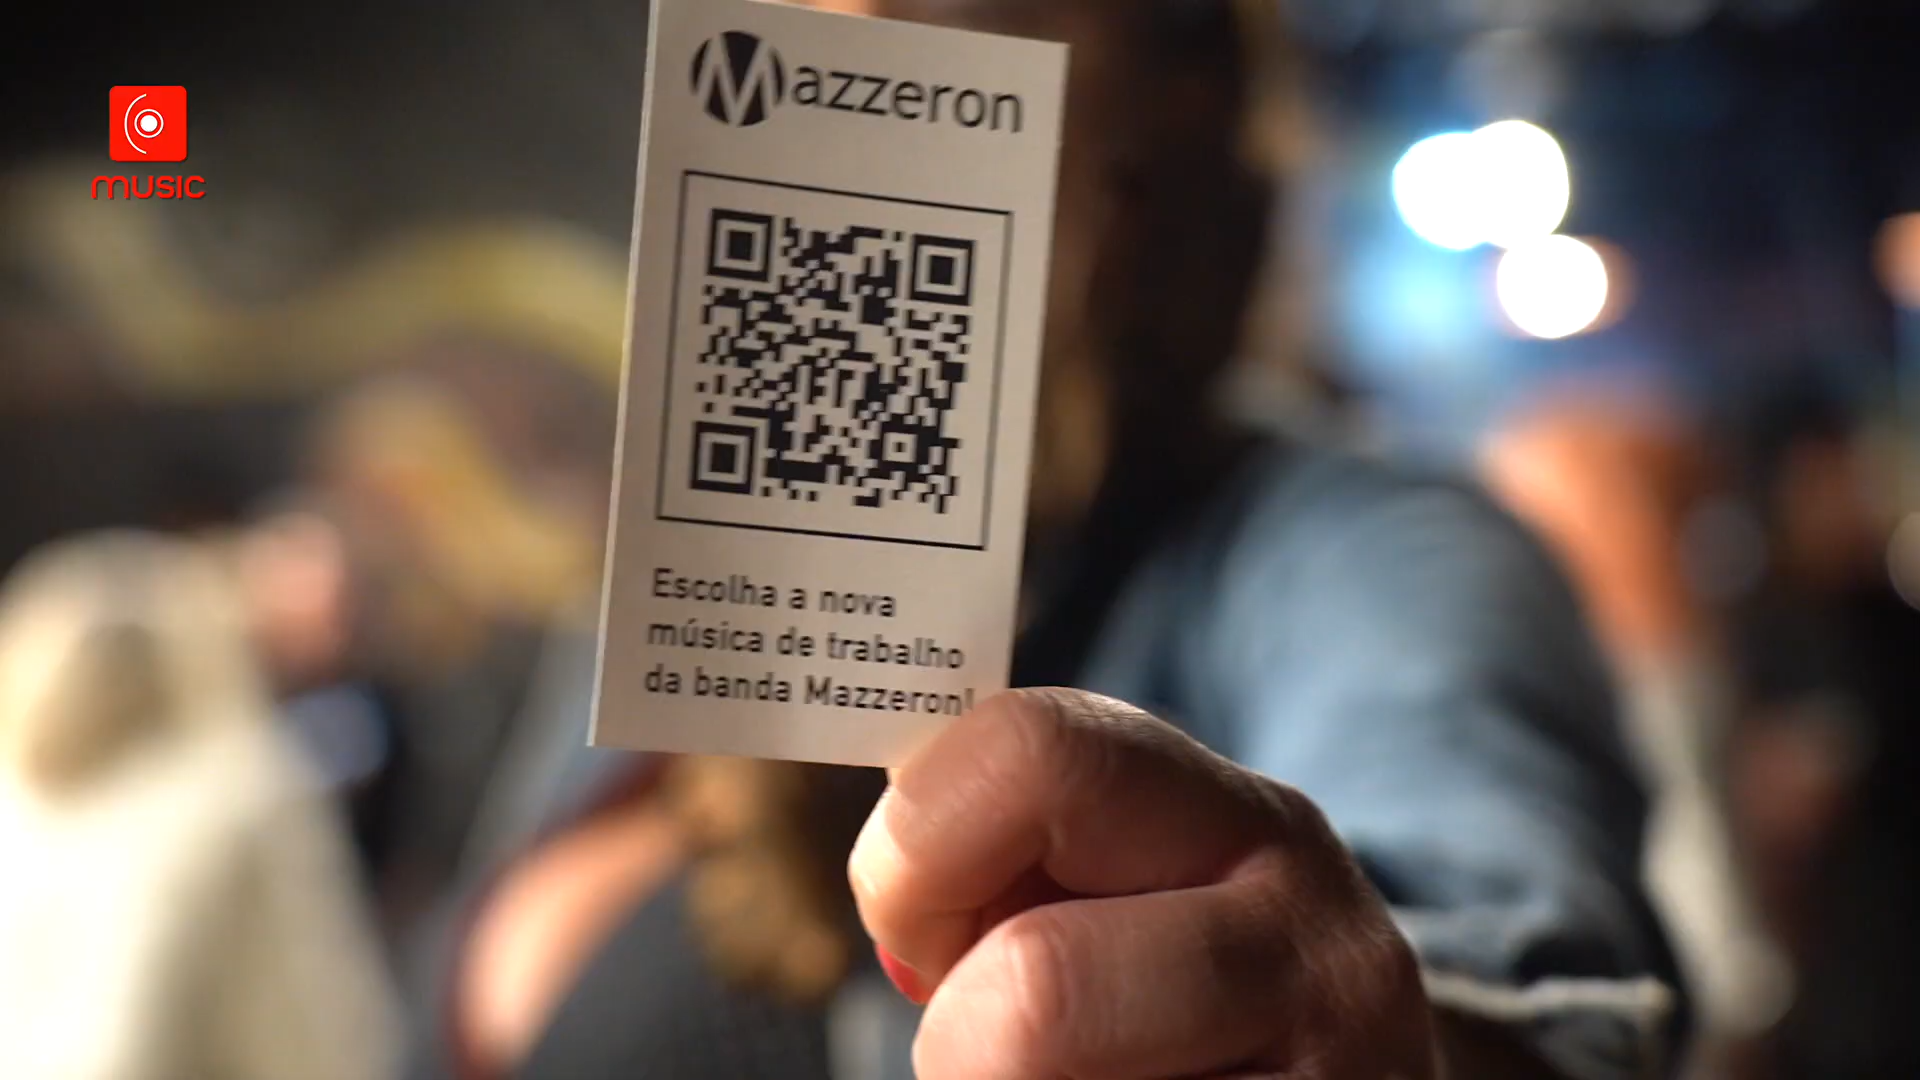 music
Mazzeron
Escolha a nova
música de trabalho
da banda Mazzeron!